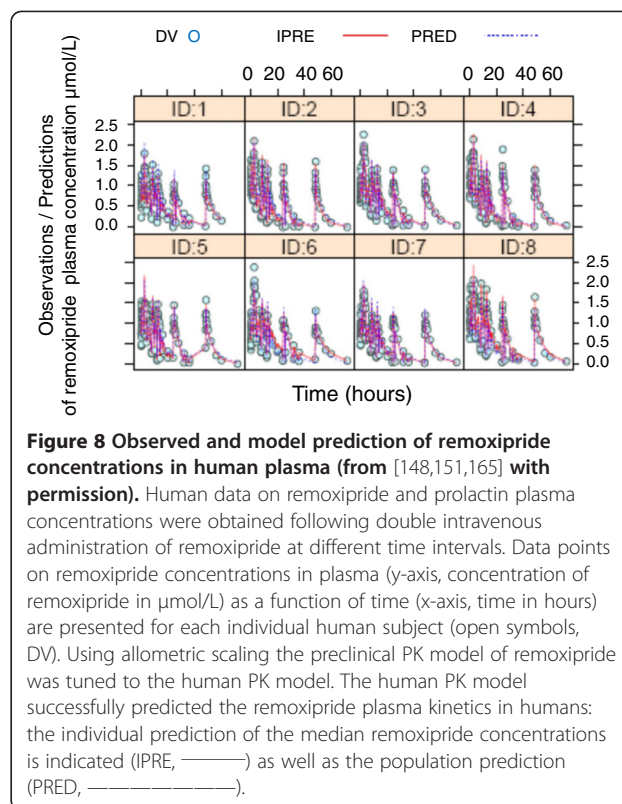 DV O IPRE PRED
0 20 40 60 0 20 40 60
ID:1 ID:2 ID:3 ID:4
2.5
2.0
1.5
1.0
0.5
0.0
ID:5 ID:6 ID:7 ID:8
2.5
2.0
1.5
1.0
0.5
0.0
Observations / Predictions
of remoxipride plasma concentration µmol/L)
Time (hours)
Figure 8 Observed and model prediction of remoxipride
concentrations in human plasma (from [148,151,165] with
permission). Human data on remoxipride and prolactin plasma
concentrations were obtained following double intravenous
administration of remoxipride at different time intervals. Data points
on remoxipride concentrations in plasma (y-axis, concentration of
remoxipride in µmol/L) as a function of time (x-axis, time in hours)
are presented for each individual human subject (open symbols,
DV). Using allometric scaling the preclinical PK model of remoxipride
was tuned to the human PK model. The human PK model
successfully predicted the remoxipride plasma kinetics in humans:
the individual prediction of the median remoxipride concentrations
is indicated (IPRE, ————) as well as the population prediction
(PRED, ———————).